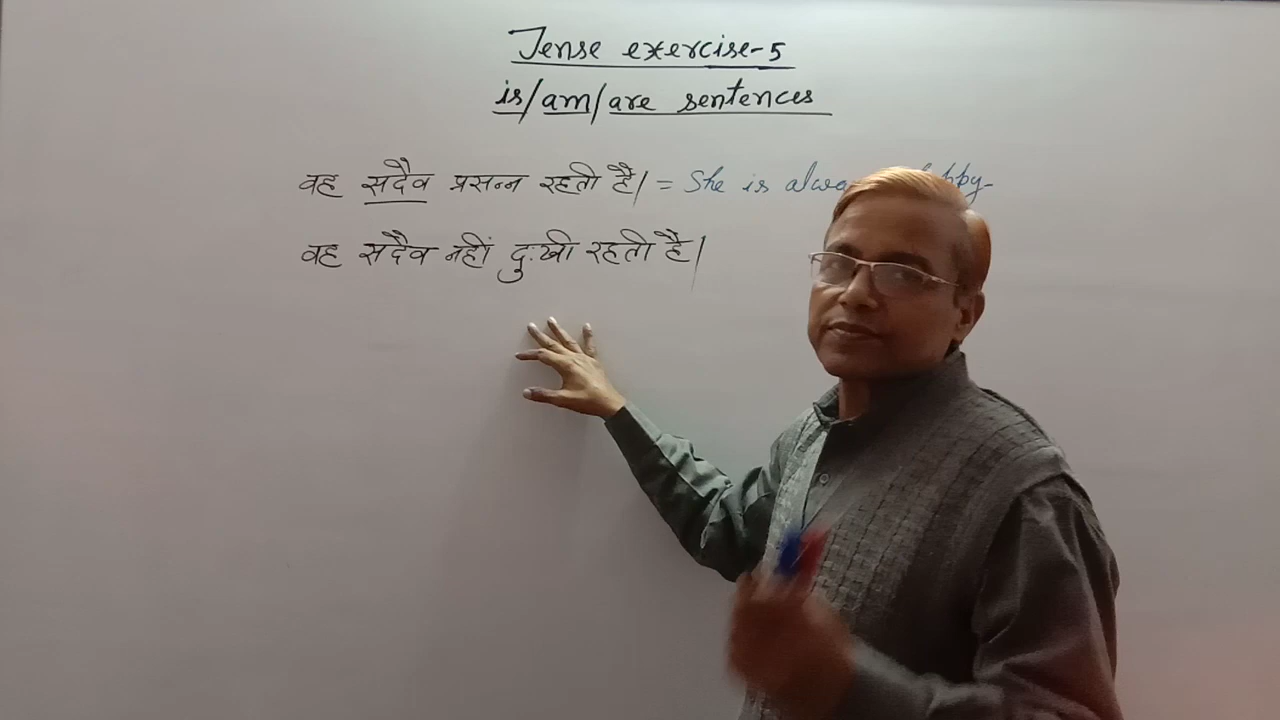 Tense exercise-5
is/am/are sentences
वह सदैव प्रसन्न रहती है। = She is
वह सदैव नहीं दुःखी रहती है।